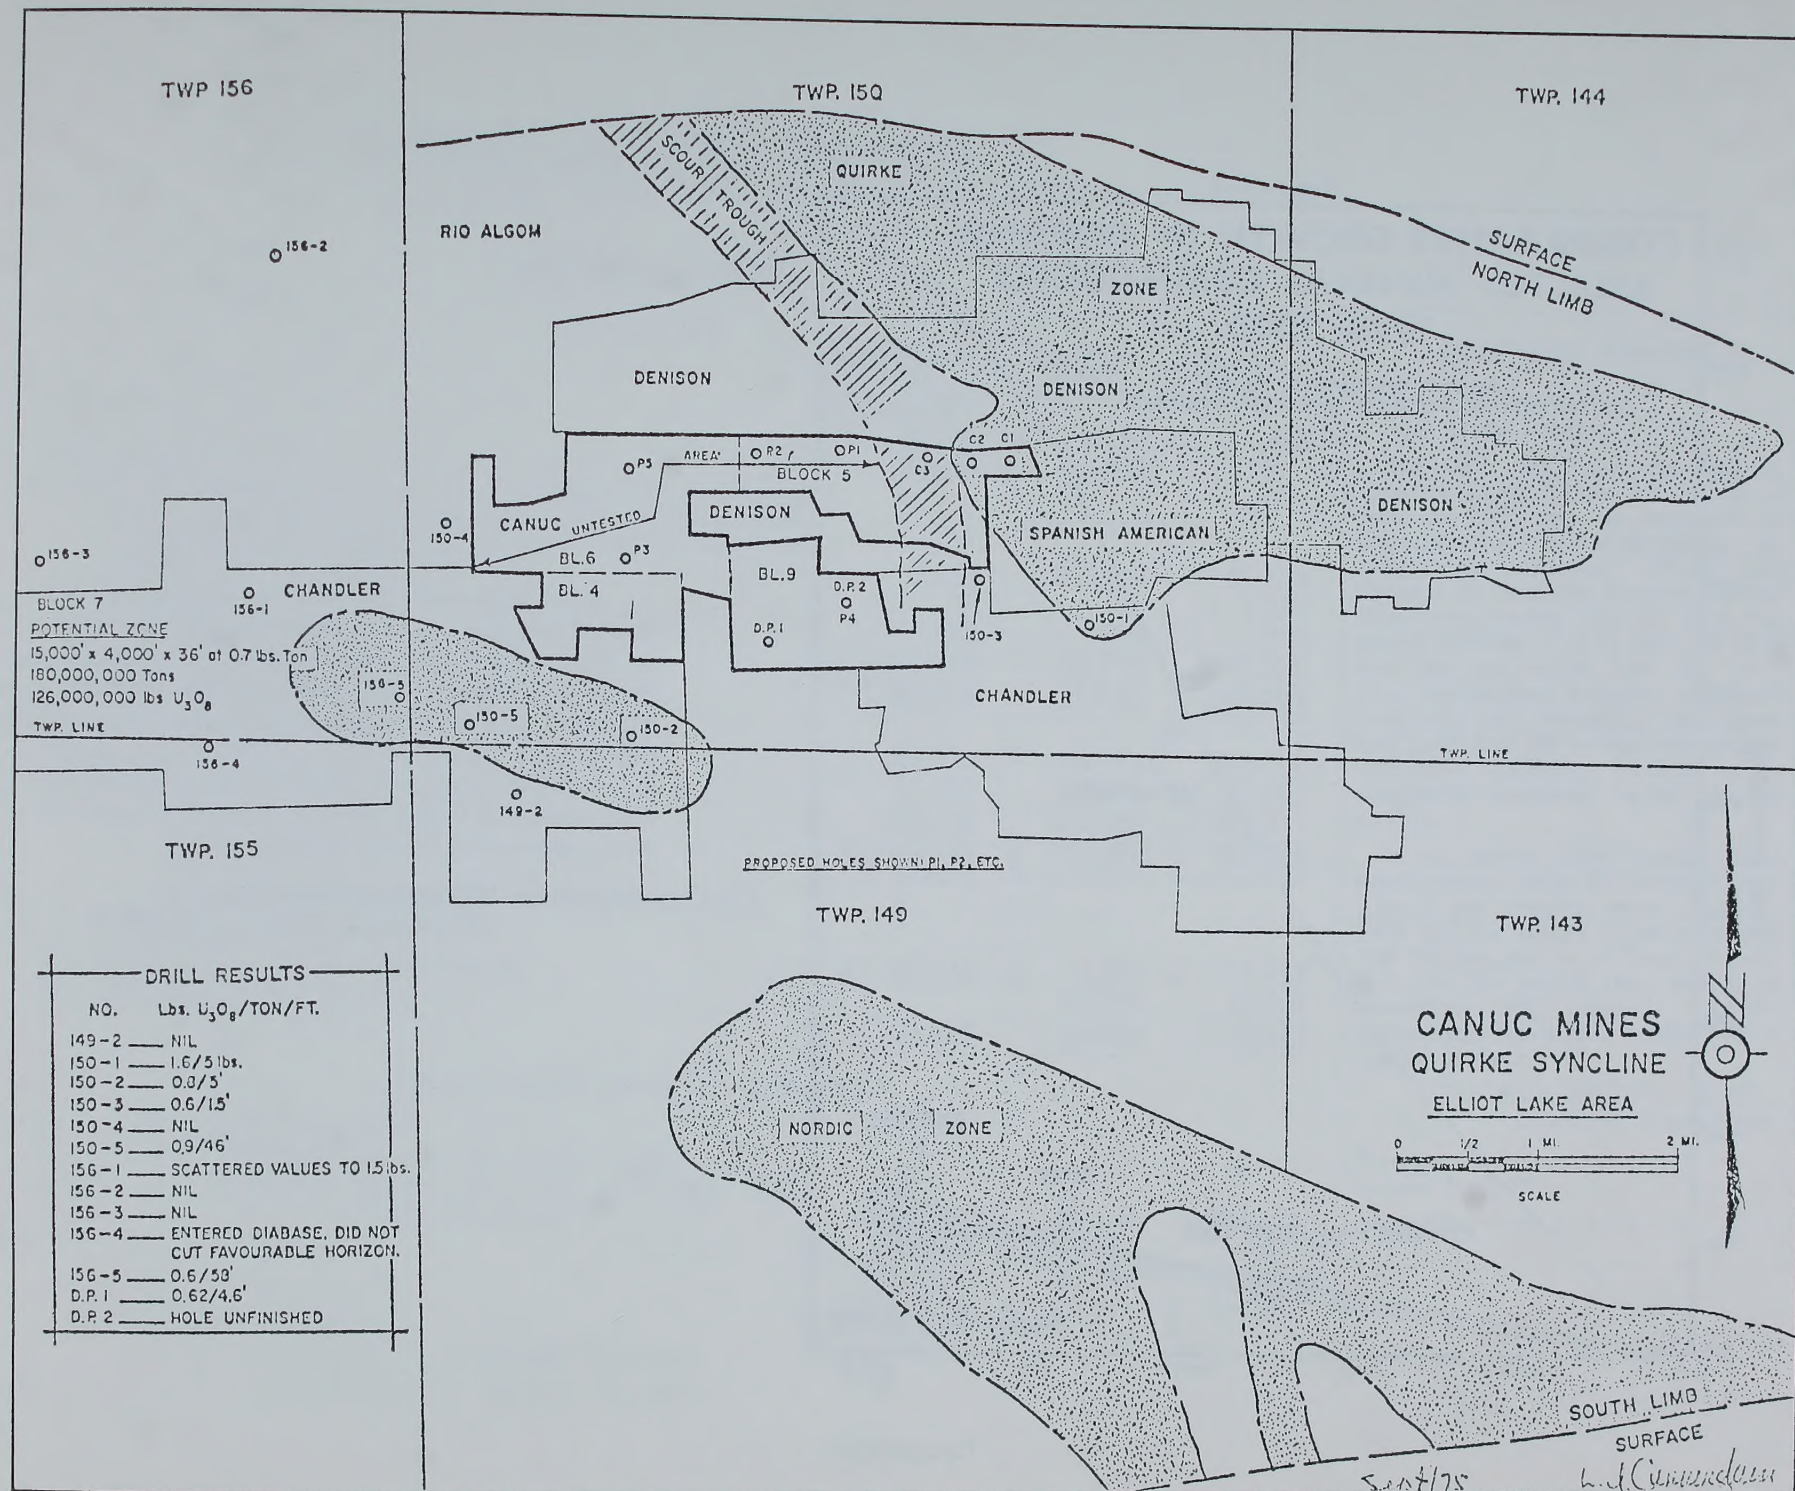 TWP 156
TWP. 150
TWP. 144
QUIRKE
SCOUR TROUGH
RIO ALGOM
156-2
SURFACE
NORTH LIMB
ZONE
DENISON
DENISON
C2 C1
P5
AREA
P2
P1
BLOCK 5
C3
DENISON
CANUC
UNTESTED
DENISON
SPANISH AMERICAN
150-4
156-3
BL.6
P3
BL.9
CHANDLER
BLOCK 7
156-1
BL. 4
D.P. 2
P4
D.P. 1
150-3
150-1
POTENTIAL ZONE
15,000' x 4,000' x 36' at 0.7 lbs. Ton
180,000,000 Tons
126,000,000 lbs U3O8
156-5
150-5
150-2
CHANDLER
TWP. LINE
TWP. LINE
156-4
149-2
TWP. 155
PROPOSED HOLES SHOWN: P1, P2, ETC.
TWP. 149
TWP. 143
DRILL RESULTS
NO. Lbs. U3O8/TON/FT.
149-2 NIL
150-1 1.6/5 lbs.
150-2 0.8/5'
150-3 0.6/1.5'
150-4 NIL
150-5 0.9/46'
156-1 SCATTERED VALUES TO 1.5 lbs.
156-2 NIL
156-3 NIL
156-4 ENTERED DIABASE, DID NOT
CUT FAVOURABLE HORIZON.
156-5 0.6/58'
D.P. 1 0.62/4.6'
D.P. 2 HOLE UNFINISHED
N
CANUC MINES
QUIRKE SYNCLINE
ELLIOT LAKE AREA
0 1/2 1 MI. 2 MI.
SCALE
NORDIC ZONE
SOUTH LIMB
SURFACE
Sept/75